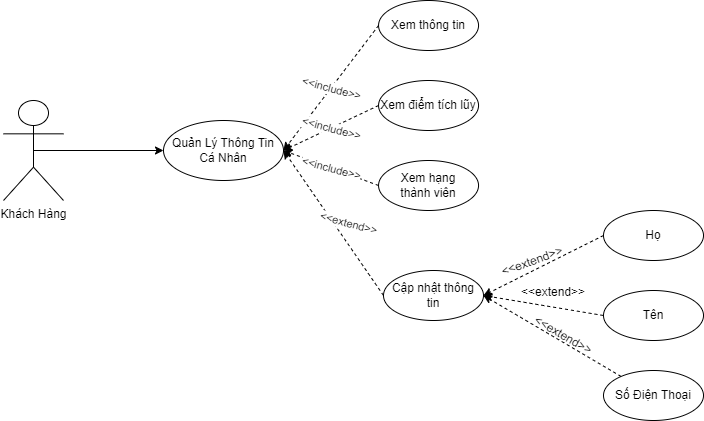 Xem thông tin
<<include>>
Xem điểm tích lũy
<<include>>
Quản Lý Thông Tin
Cá Nhân
<<include>>
Xem hạng
thành viên
Khách Hàng
<<extend>>
Họ
<<extend>>
Cập nhật thông
tin
<<extend>>
Tên
<<extend>>
Số Điện Thoại